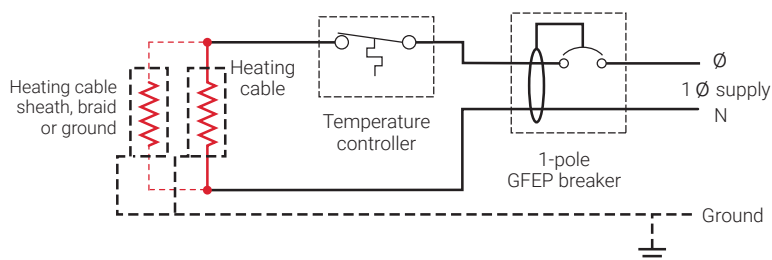 Heating cable
sheath, braid
or ground
Heating
cable
Temperature
controller
1-pole
GFEP breaker
Ø
1 Ø supply
N
Ground